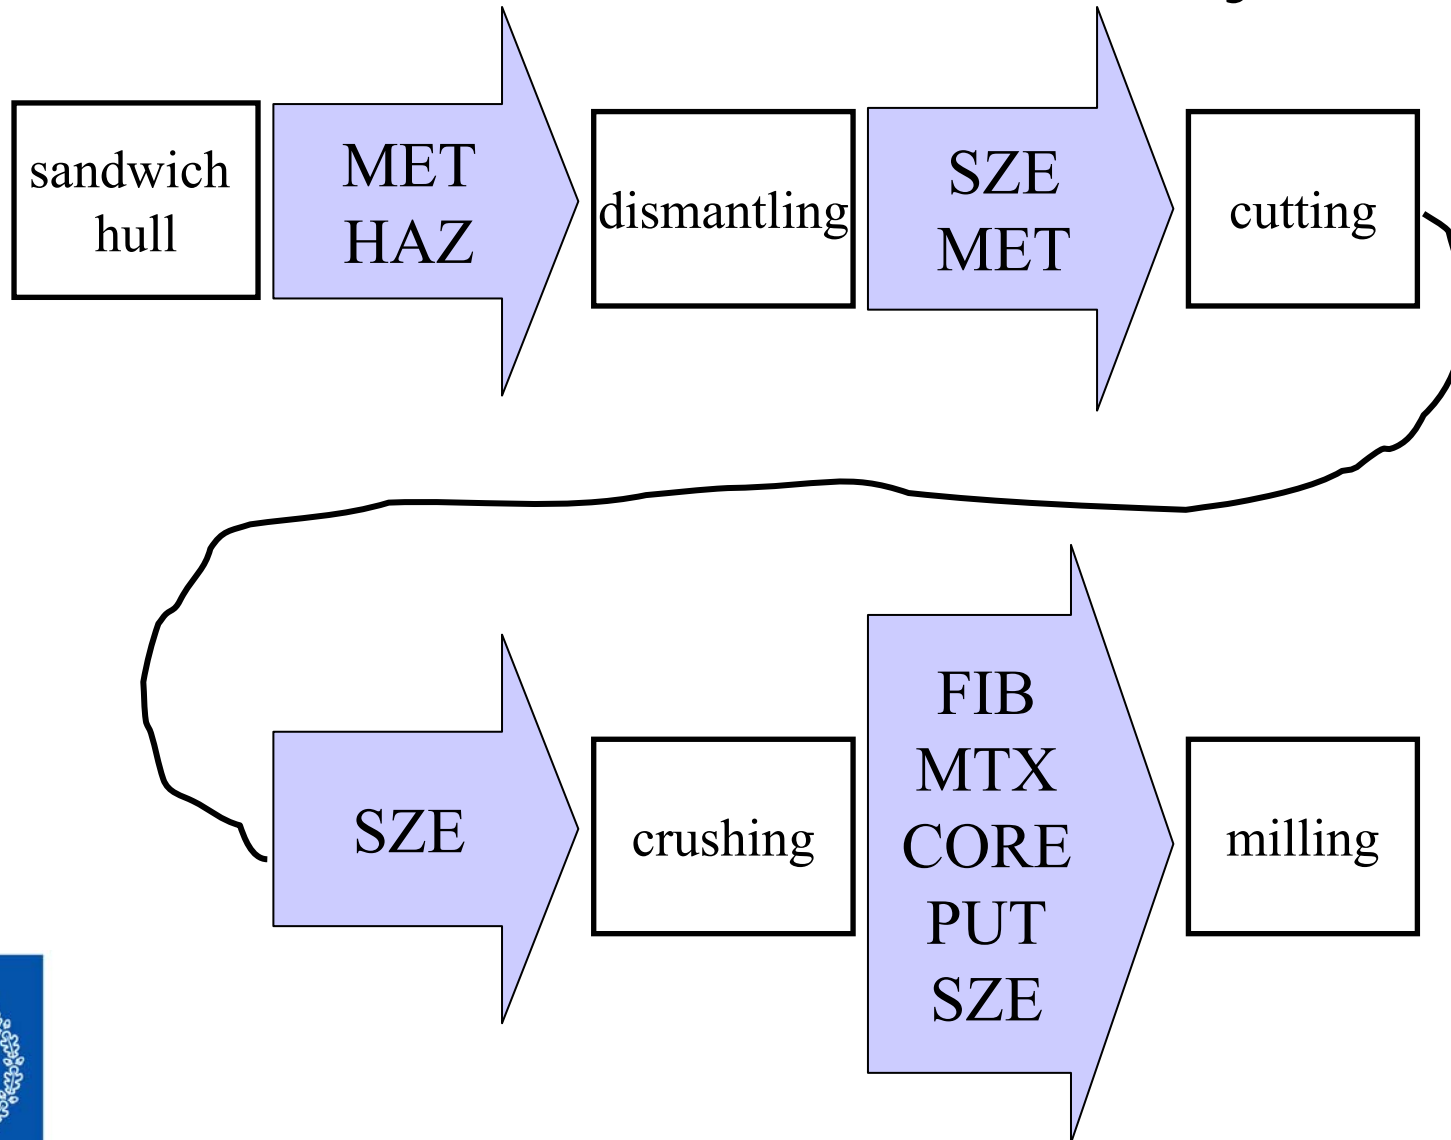 sandwich
hull
MET
HAZ
dismantling
SZE
MET
cutting
SZE
crushing
FIB
MTX
CORE
PUT
SZE
milling